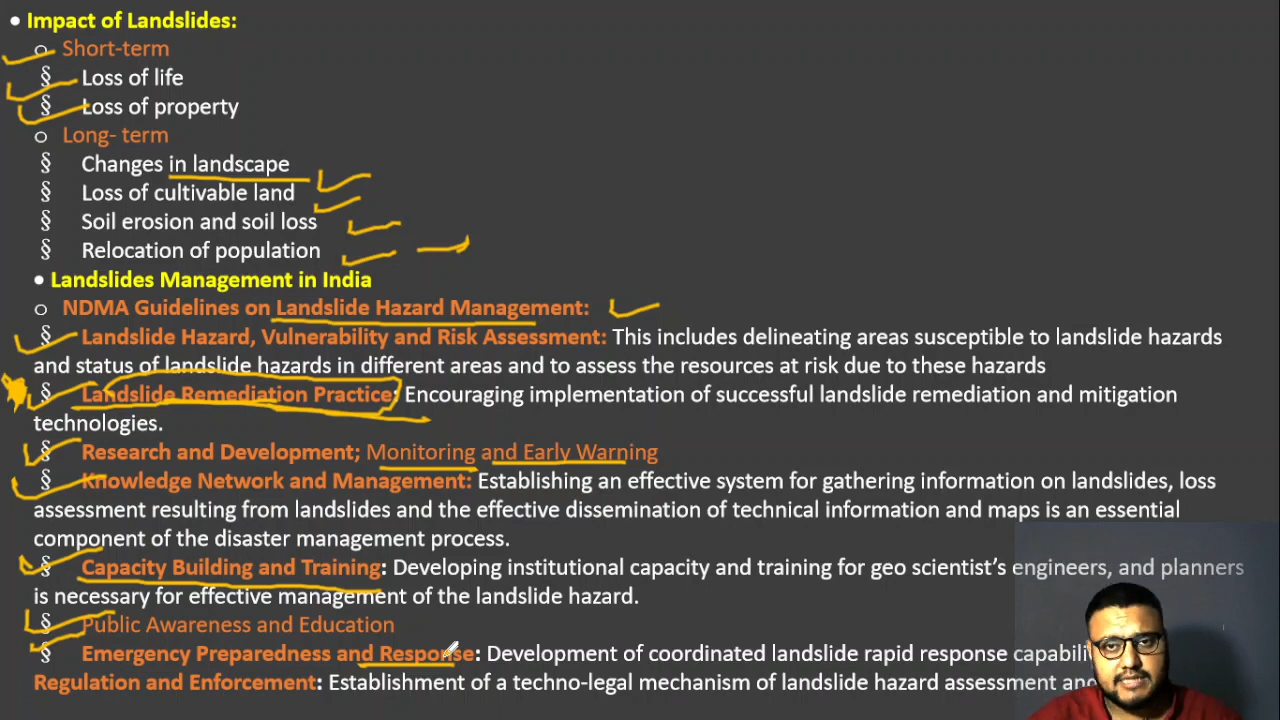 • Impact of Landslides:
o Short-term
§ Loss of life
§ Loss of property
o Long- term
§ Changes in landscape
§ Loss of cultivable land
§ Soil erosion and soil loss
§ Relocation of population
• Landslides Management in India
o NDMA Guidelines on Landslide Hazard Management:
§ Landslide Hazard, Vulnerability and Risk Assessment: This includes delineating areas susceptible to landslide hazards
and status of landslide hazards in different areas and to assess the resources at risk due to these hazards
§ Landslide Remediation Practice: Encouraging implementation of successful landslide remediation and mitigation
technologies.
§ Research and Development; Monitoring and Early Warning
§ Knowledge Network and Management: Establishing an effective system for gathering information on landslides, loss
assessment resulting from landslides and the effective dissemination of technical information and maps is an essential
component of the disaster management process.
§ Capacity Building and Training: Developing institutional capacity and training for geo scientist's engineers, and planners
is necessary for effective management of the landslide hazard.
§ Public Awareness and Education
§ Emergency Preparedness and Response: Development of coordinated landslide rapid response
Regulation and Enforcement: Establishment of a techno-legal mechanism of landslide hazard assessment